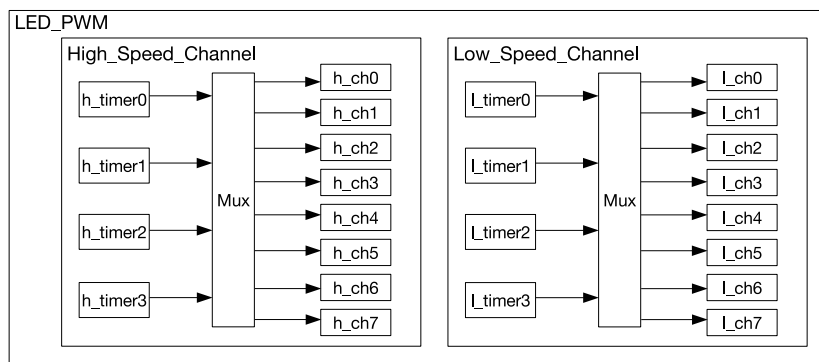 LED_PWM
High_Speed_Channel
h_timer0
h_timer1
h_timer2
h_timer3
Mux
h_ch0
h_ch1
h_ch2
h_ch3
h_ch4
h_ch5
h_ch6
h_ch7
Low_Speed_Channel
l_timer0
l_timer1
l_timer2
l_timer3
Mux
l_ch0
l_ch1
l_ch2
l_ch3
l_ch4
l_ch5
l_ch6
l_ch7